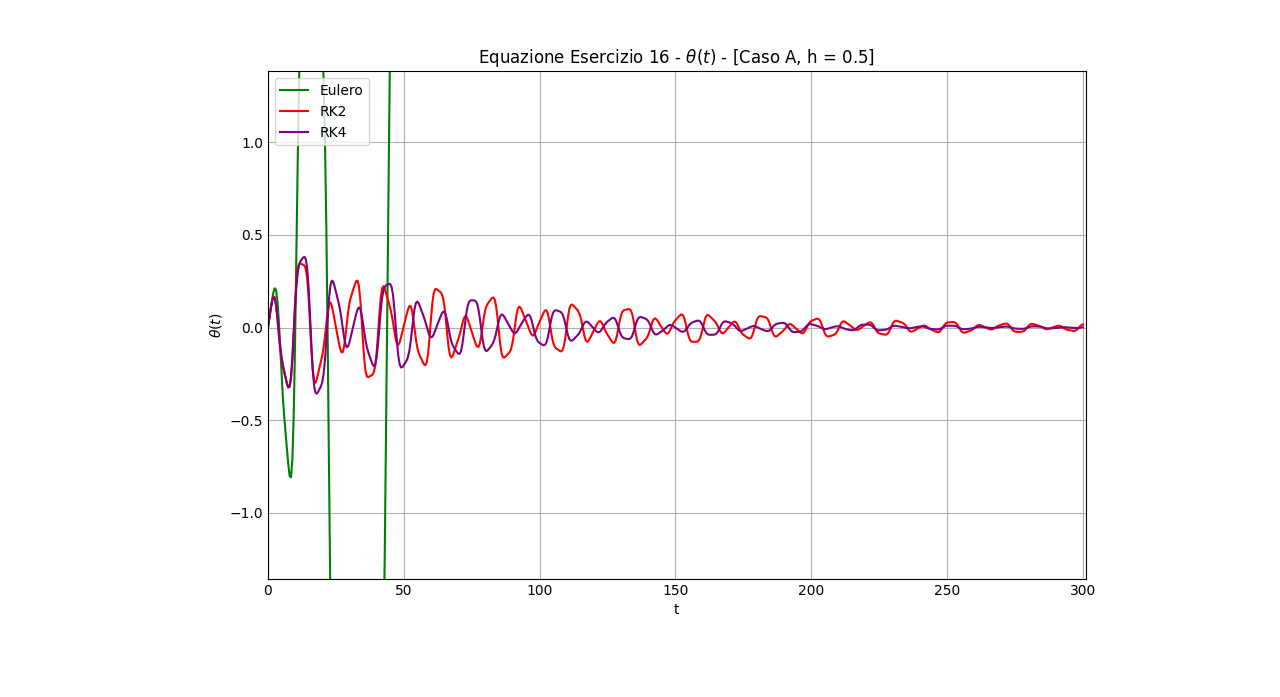 Equazione Esercizio 16 - θ(t) - [Caso A, h = 0.5]
Eulero
RK2
RK4
1.0
0.5
0.0
−0.5
−1.0
θ(t)
0 50 100 150 200 250 300
t